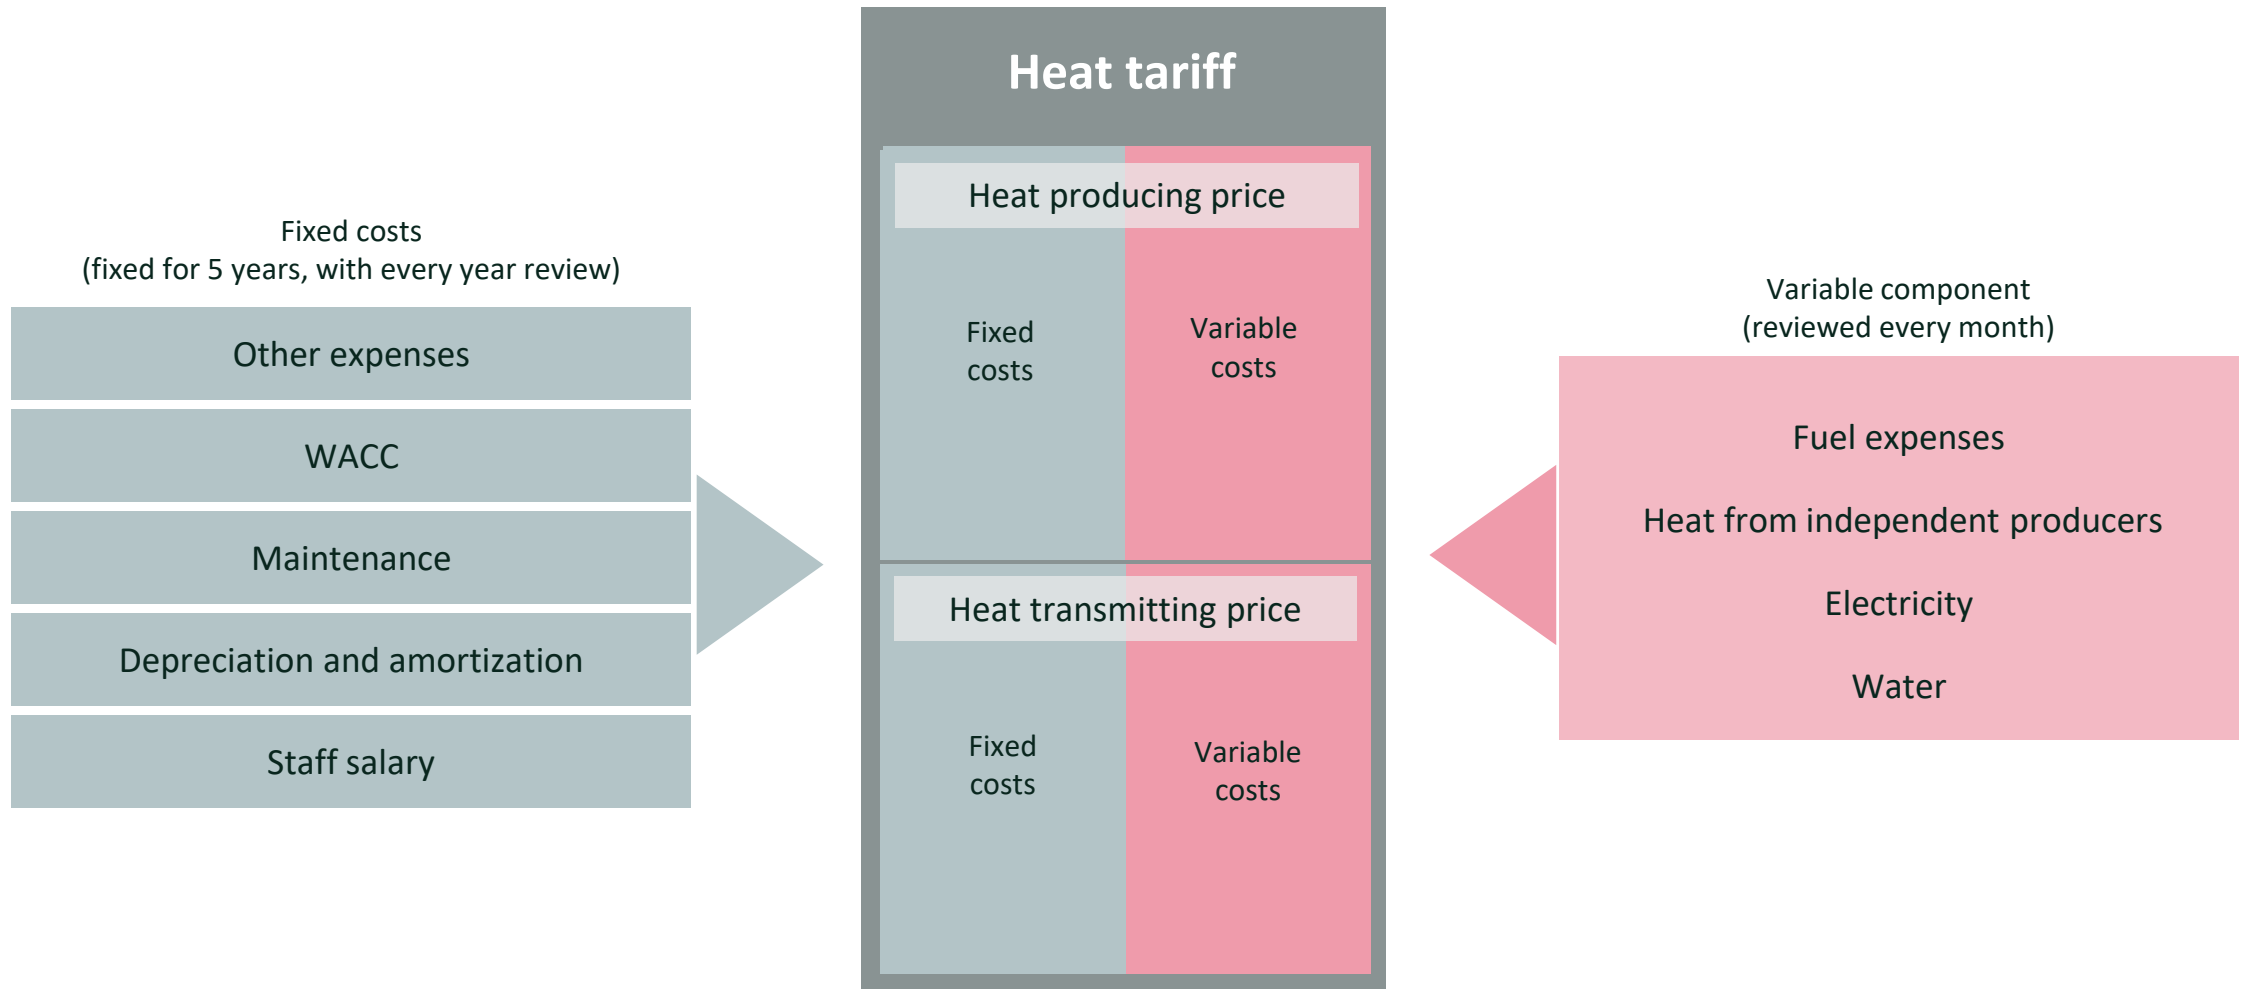 Heat tariff
Fixed costs
(fixed for 5 years, with every year review)
Other expenses
WACC
Maintenance
Depreciation and amortization
Staff salary
Heat producing price
Fixed
costs
Variable
costs
Heat transmitting price
Fixed
costs
Variable
costs
Variable component
(reviewed every month)
Fuel expenses
Heat from independent producers
Electricity
Water